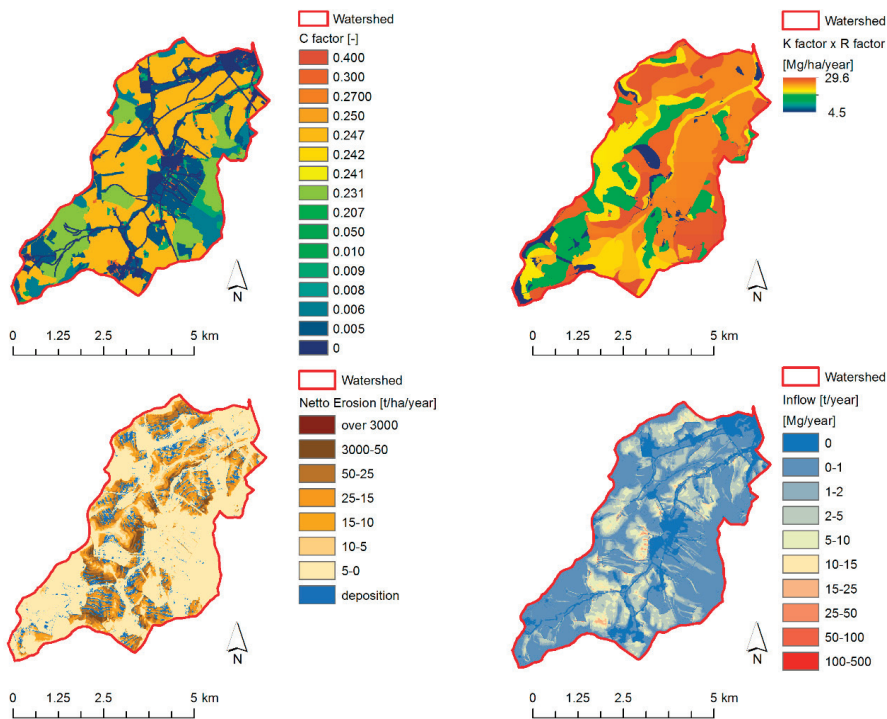 Watershed
C factor [-]
0.400
0.300
0.2700
0.250
0.247
0.242
0.241
0.231
0.207
0.050
0.010
0.009
0.008
0.006
0.005
0
N
0 1.25 2.5 5 km
Watershed
K factor x R factor
[Mg/ha/year]
29.6
4.5
N
0 1.25 2.5 5 km
Watershed
Netto Erosion [t/ha/year]
over 3000
3000-50
50-25
25-15
15-10
10-5
5-0
deposition
N
0 1.25 2.5 5 km
Watershed
Inflow [t/year]
[Mg/year]
0
0-1
1-2
2-5
5-10
10-15
15-25
25-50
50-100
100-500
N
0 1.25 2.5 5 km